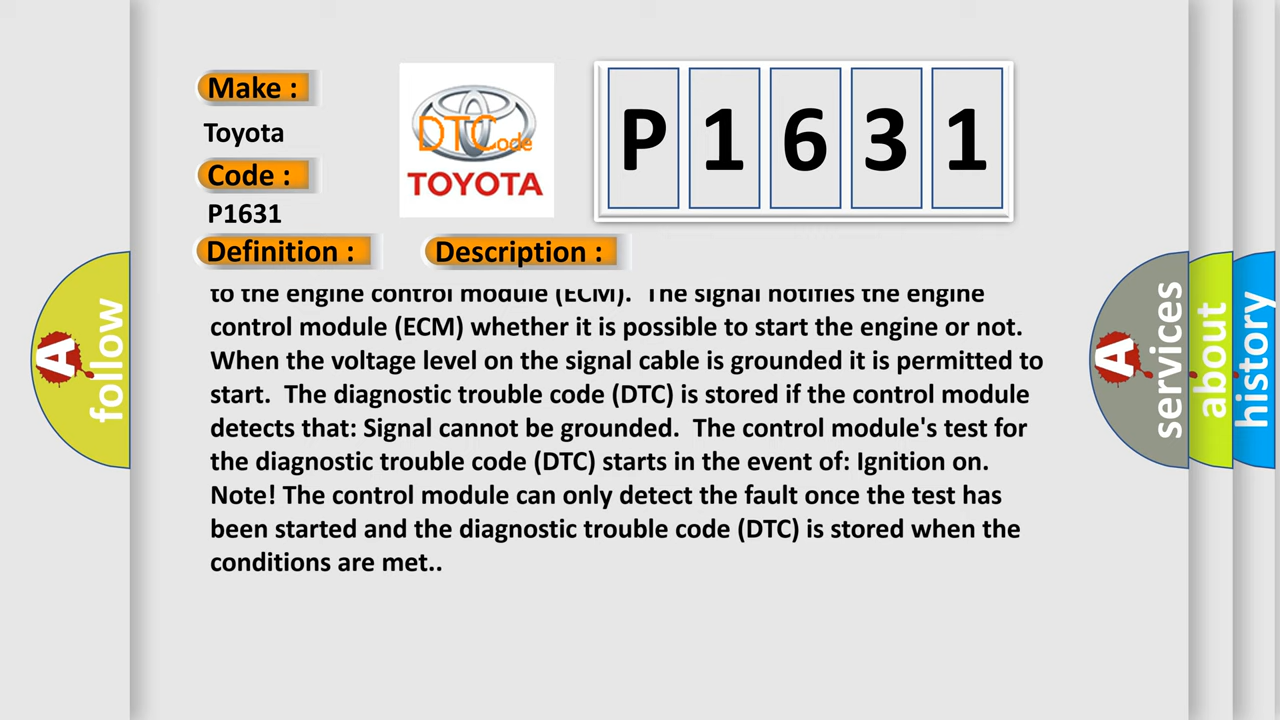 Make :
Toyota
Code :
P1631
DTCode
TOYOTA
P1631
Definition :
Description :
to the engine control module (ECM).  The signal notifies the engine
control module (ECM) whether it is possible to start the engine or not.
When the voltage level on the signal cable is grounded it is permitted to
start.  The diagnostic trouble code (DTC) is stored if the control module
detects that: Signal cannot be grounded.  The control module's test for
the diagnostic trouble code (DTC) starts in the event of: Ignition on.
Note! The control module can only detect the fault once the test has
been started and the diagnostic trouble code (DTC) is stored when the
conditions are met..
A follow
A services
about
history